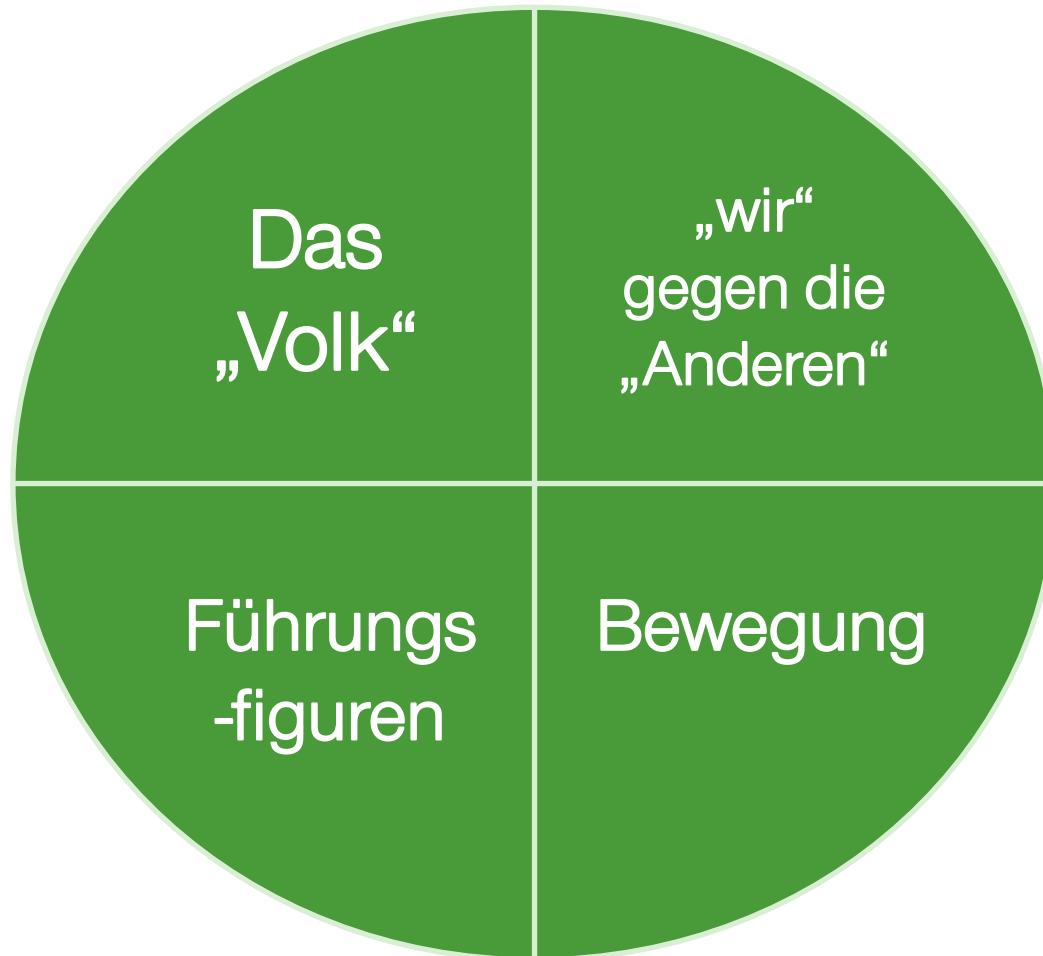 Das
„Volk“
„wir“
gegen die
„Anderen“
Führungs
-figuren
Bewegung